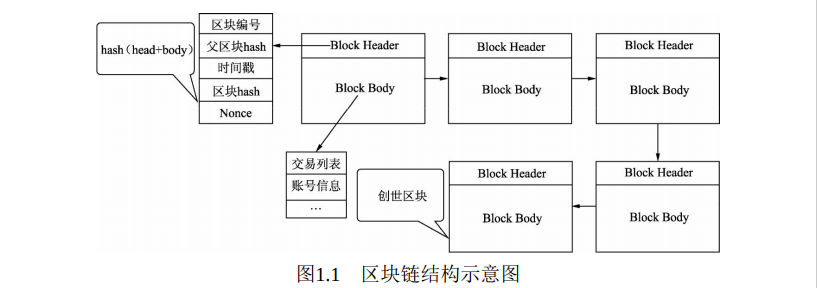 区块编号
父区块hash
时间戳
区块hash
Nonce
hash（head+body）
Block Header
Block Body
Block Header
Block Body
Block Header
Block Body
交易列表
账号信息
…
创世区块
Block Header
Block Body
Block Header
Block Body
图1.1 区块链结构示意图